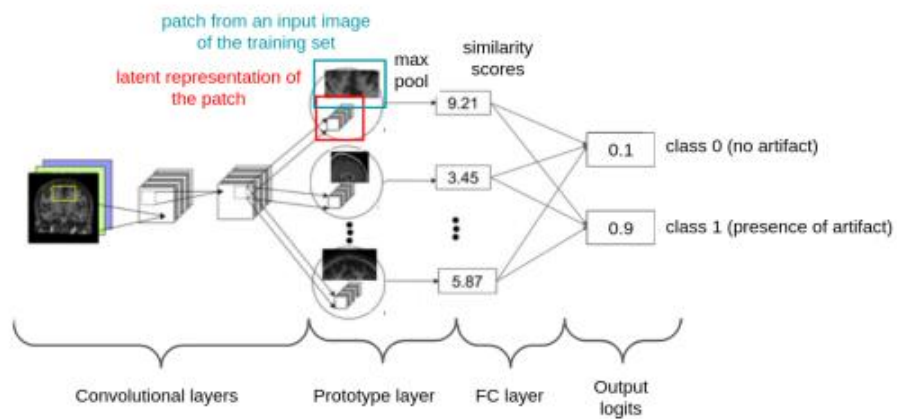 patch from an input image
of the training set
latent representation of
the patch
max
pool
similarity
scores
9.21
3.45
5.87
0.1
class 0 (no artifact)
0.9
class 1 (presence of artifact)
Convolutional layers
Prototype layer
FC layer
Output
logits